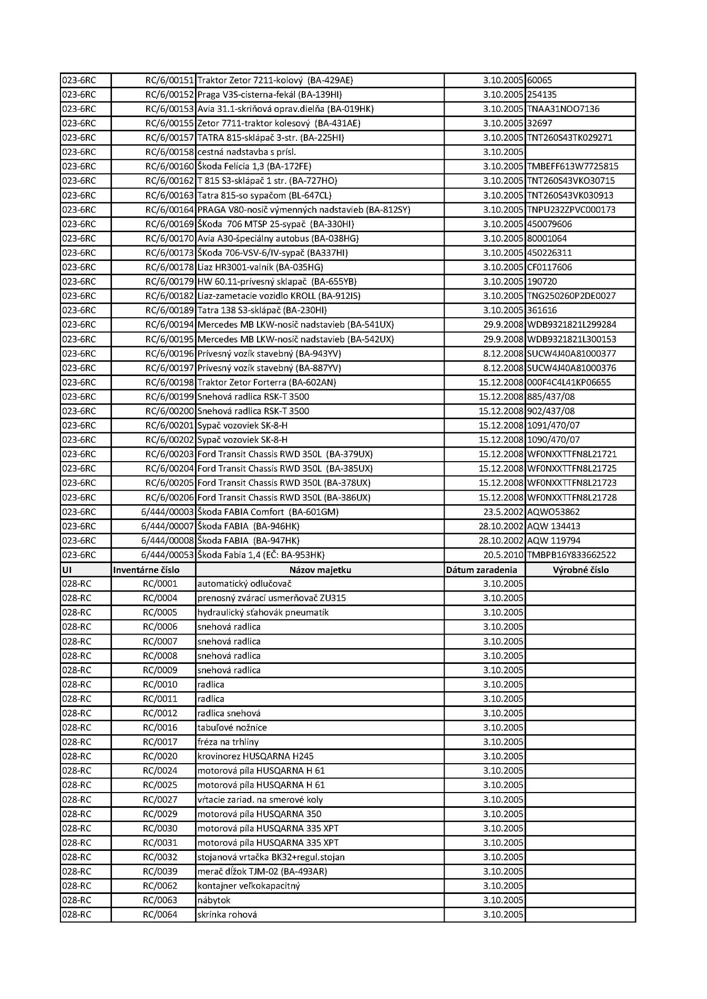 023-6RC RC/6/00151 Traktor Zetor 7211-kolový  (BA-429AE) 3.10.2005 60065
023-6RC RC/6/00152 Praga V3S-cisterna-fekál (BA-139HI) 3.10.2005 254135
023-6RC RC/6/00153 Avia 31.1-skriňová oprav.dielňa (BA-019HK) 3.10.2005 TNAA31NOO7136
023-6RC RC/6/00155 Zetor 7711-traktor kolesový  (BA-431AE) 3.10.2005 32697
023-6RC RC/6/00157 TATRA 815-sklápač 3-str. (BA-225HI) 3.10.2005 TNT260S43TK029271
023-6RC RC/6/00158 cestná nadstavba s prísl. 3.10.2005
023-6RC RC/6/00160 Škoda Felícia 1,3 (BA-172FE) 3.10.2005 TMBEFF613W7725815
023-6RC RC/6/00162 T 815 S3-sklápač 1 str. (BA-727HO) 3.10.2005 TNT260S43VKO30715
023-6RC RC/6/00163 Tatra 815-so sypačom (BL-647CL) 3.10.2005 TNT260S43VK030913
023-6RC RC/6/00164 PRAGA V80-nosič výmenných nadstavieb (BA-812SY) 3.10.2005 TNPU232ZPVC000173
023-6RC RC/6/00169 ŠKoda  706 MTSP 25-sypač  (BA-330HI) 3.10.2005 450079606
023-6RC RC/6/00170 Avia A30-špeciálny autobus (BA-038HG) 3.10.2005 80001064
023-6RC RC/6/00173 ŠKoda 706-VSV-6/IV-sypač (BA337HI) 3.10.2005 450226311
023-6RC RC/6/00178 Liaz HR3001-valník (BA-035HG) 3.10.2005 CF0117606
023-6RC RC/6/00179 HW 60.11-prívesný sklapač  (BA-655YB) 3.10.2005 190720
023-6RC RC/6/00182 Liaz-zametacie vozidlo KROLL (BA-912IS) 3.10.2005 TNG250260P2DE0027
023-6RC RC/6/00189 Tatra 138 S3-sklápač (BA-230HI) 3.10.2005 361616
023-6RC RC/6/00194 Mercedes MB LKW-nosič nadstavieb (BA-541UX) 29.9.2008 WDB9321821L299284
023-6RC RC/6/00195 Mercedes MB LKW-nosič nadstavieb (BA-542UX) 29.9.2008 WDB9321821L300153
023-6RC RC/6/00196 Prívesný vozík stavebný (BA-943YV) 8.12.2008 SUCW4J40A81000377
023-6RC RC/6/00197 Prívesný vozík stavebný (BA-887YV) 8.12.2008 SUCW4J40A81000376
023-6RC RC/6/00198 Traktor Zetor Forterra (BA-602AN) 15.12.2008 000F4C4L41KP06655
023-6RC RC/6/00199 Snehová radlica RSK-T 3500 15.12.2008 885/437/08
023-6RC RC/6/00200 Snehová radlica RSK-T 3500 15.12.2008 902/437/08
023-6RC RC/6/00201 Sypač vozoviek SK-8-H 15.12.2008 1091/470/07
023-6RC RC/6/00202 Sypač vozoviek SK-8-H 15.12.2008 1090/470/07
023-6RC RC/6/00203 Ford Transit Chassis RWD 350L  (BA-379UX) 15.12.2008 WF0NXXTTFN8L21721
023-6RC RC/6/00204 Ford Transit Chassis RWD 350L  (BA-385UX) 15.12.2008 WF0NXXTTFN8L21725
023-6RC RC/6/00205 Ford Transit Chassis RWD 350L (BA-378UX) 15.12.2008 WF0NXXTTFN8L21723
023-6RC RC/6/00206 Ford Transit Chassis RWD 350L (BA-386UX) 15.12.2008 WF0NXXTTFN8L21728
023-6RC 6/444/00003 Škoda FABIA Comfort  (BA-601GM) 23.5.2002 AQWO53862
023-6RC 6/444/00007 Škoda FABIA  (BA-946HK) 28.10.2002 AQW 134413
023-6RC 6/444/00008 Škoda FABIA  (BA-947HK) 28.10.2002 AQW 119794
023-6RC 6/444/00053 Škoda Fabia 1,4 (EČ: BA-953HK) 20.5.2010 TMBPB16Y833662522
UI Inventárne číslo Názov majetku Dátum zaradenia Výrobné číslo
028-RC RC/0001 automatický odlučovač 3.10.2005
028-RC RC/0004 prenosný zvárací usmerňovač ZU315 3.10.2005
028-RC RC/0005 hydraulický sťahovák pneumatík 3.10.2005
028-RC RC/0006 snehová radlica 3.10.2005
028-RC RC/0007 snehová radlica 3.10.2005
028-RC RC/0008 snehová radlica 3.10.2005
028-RC RC/0009 snehová radlica 3.10.2005
028-RC RC/0010 radlica 3.10.2005
028-RC RC/0011 radlica 3.10.2005
028-RC RC/0012 radlica snehová 3.10.2005
028-RC RC/0016 tabuľové nožnice 3.10.2005
028-RC RC/0017 fréza na trhliny 3.10.2005
028-RC RC/0020 krovinorez HUSQARNA H245 3.10.2005
028-RC RC/0024 motorová píla HUSQARNA H 61 3.10.2005
028-RC RC/0025 motorová píla HUSQARNA H 61 3.10.2005
028-RC RC/0027 vŕtacie zariad. na smerové koly 3.10.2005
028-RC RC/0029 motorová píla HUSQARNA 350 3.10.2005
028-RC RC/0030 motorová píla HUSQARNA 335 XPT 3.10.2005
028-RC RC/0031 motorová píla HUSQARNA 335 XPT 3.10.2005
028-RC RC/0032 stojanová vrtačka BK32+regul.stojan 3.10.2005
028-RC RC/0039 merač dĺžok TJM-02 (BA-493AR) 3.10.2005
028-RC RC/0062 kontajner veľkokapacitný 3.10.2005
028-RC RC/0063 nábytok 3.10.2005
028-RC RC/0064 skrinka rohová 3.10.2005